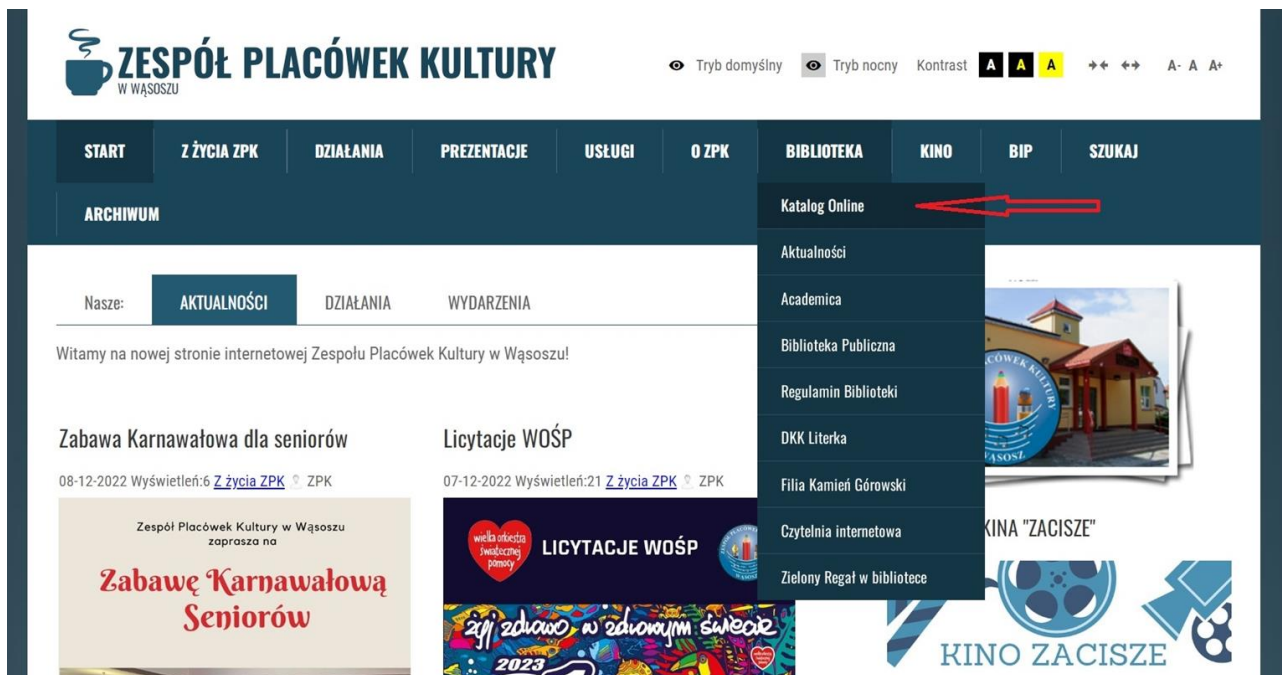 ZESPÓŁ PLACÓWEK KULTURY
W WĄSOSZU
Tryb domyślny Tryb nocny Kontrast A A A A- A A+
START Z ŻYCIA ZPK DZIAŁANIA PREZENTACJE USŁUGI O ZPK BIBLIOTEKA KINO BIP SZUKAJ
ARCHIWUM
Katalog Online
Aktualności
Academica
Biblioteka Publiczna
Regulamin Biblioteki
DKK Literka
Filia Kamień Górowski
Czytelnia internetowa
Zielony Regał w bibliotece
Nasze: AKTUALNOŚCI DZIAŁANIA WYDARZENIA
Witamy na nowej stronie internetowej Zespołu Placówek Kultury w Wąsoszu!
Zabawa Karnawałowa dla seniorów
08-12-2022 Wyświetleń:6 Z życia ZPK ZPK
Zespół Placówek Kultury w Wąsoszu
zaprasza na
Zabawę Karnawałową
Seniorów
Licytacje WOŚP
07-12-2022 Wyświetleń:21 Z życia ZPK ZPK
wielka orkiestra
świątecznej
pomocy
LICYTACJE WOŚP
żyj zdrowo w zdrowym świecie
2023
KINA "ZACISZE"
KINO ZACISZE